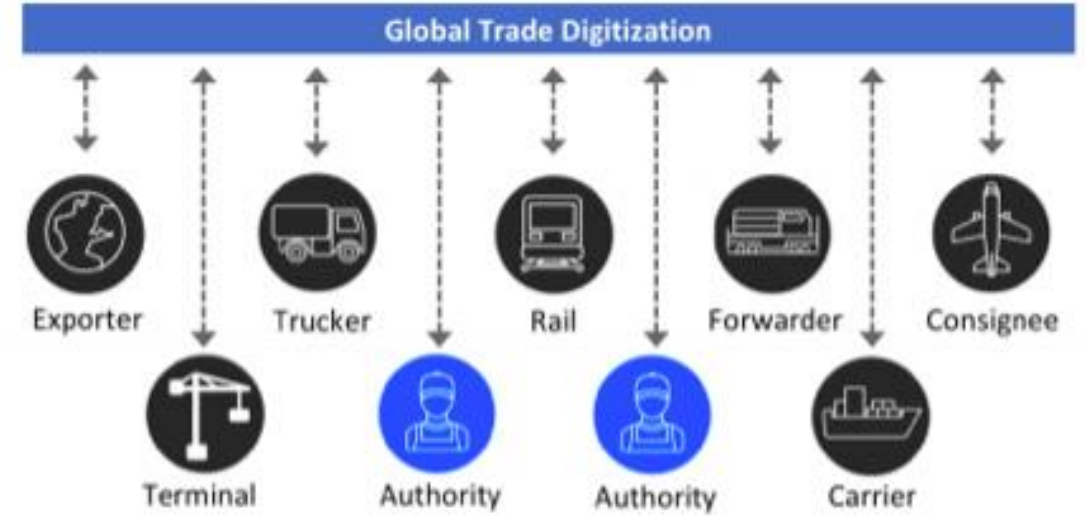 Global Trade Digitization
Exporter
Trucker
Rail
Forwarder
Consignee
Terminal
Authority
Authority
Carrier